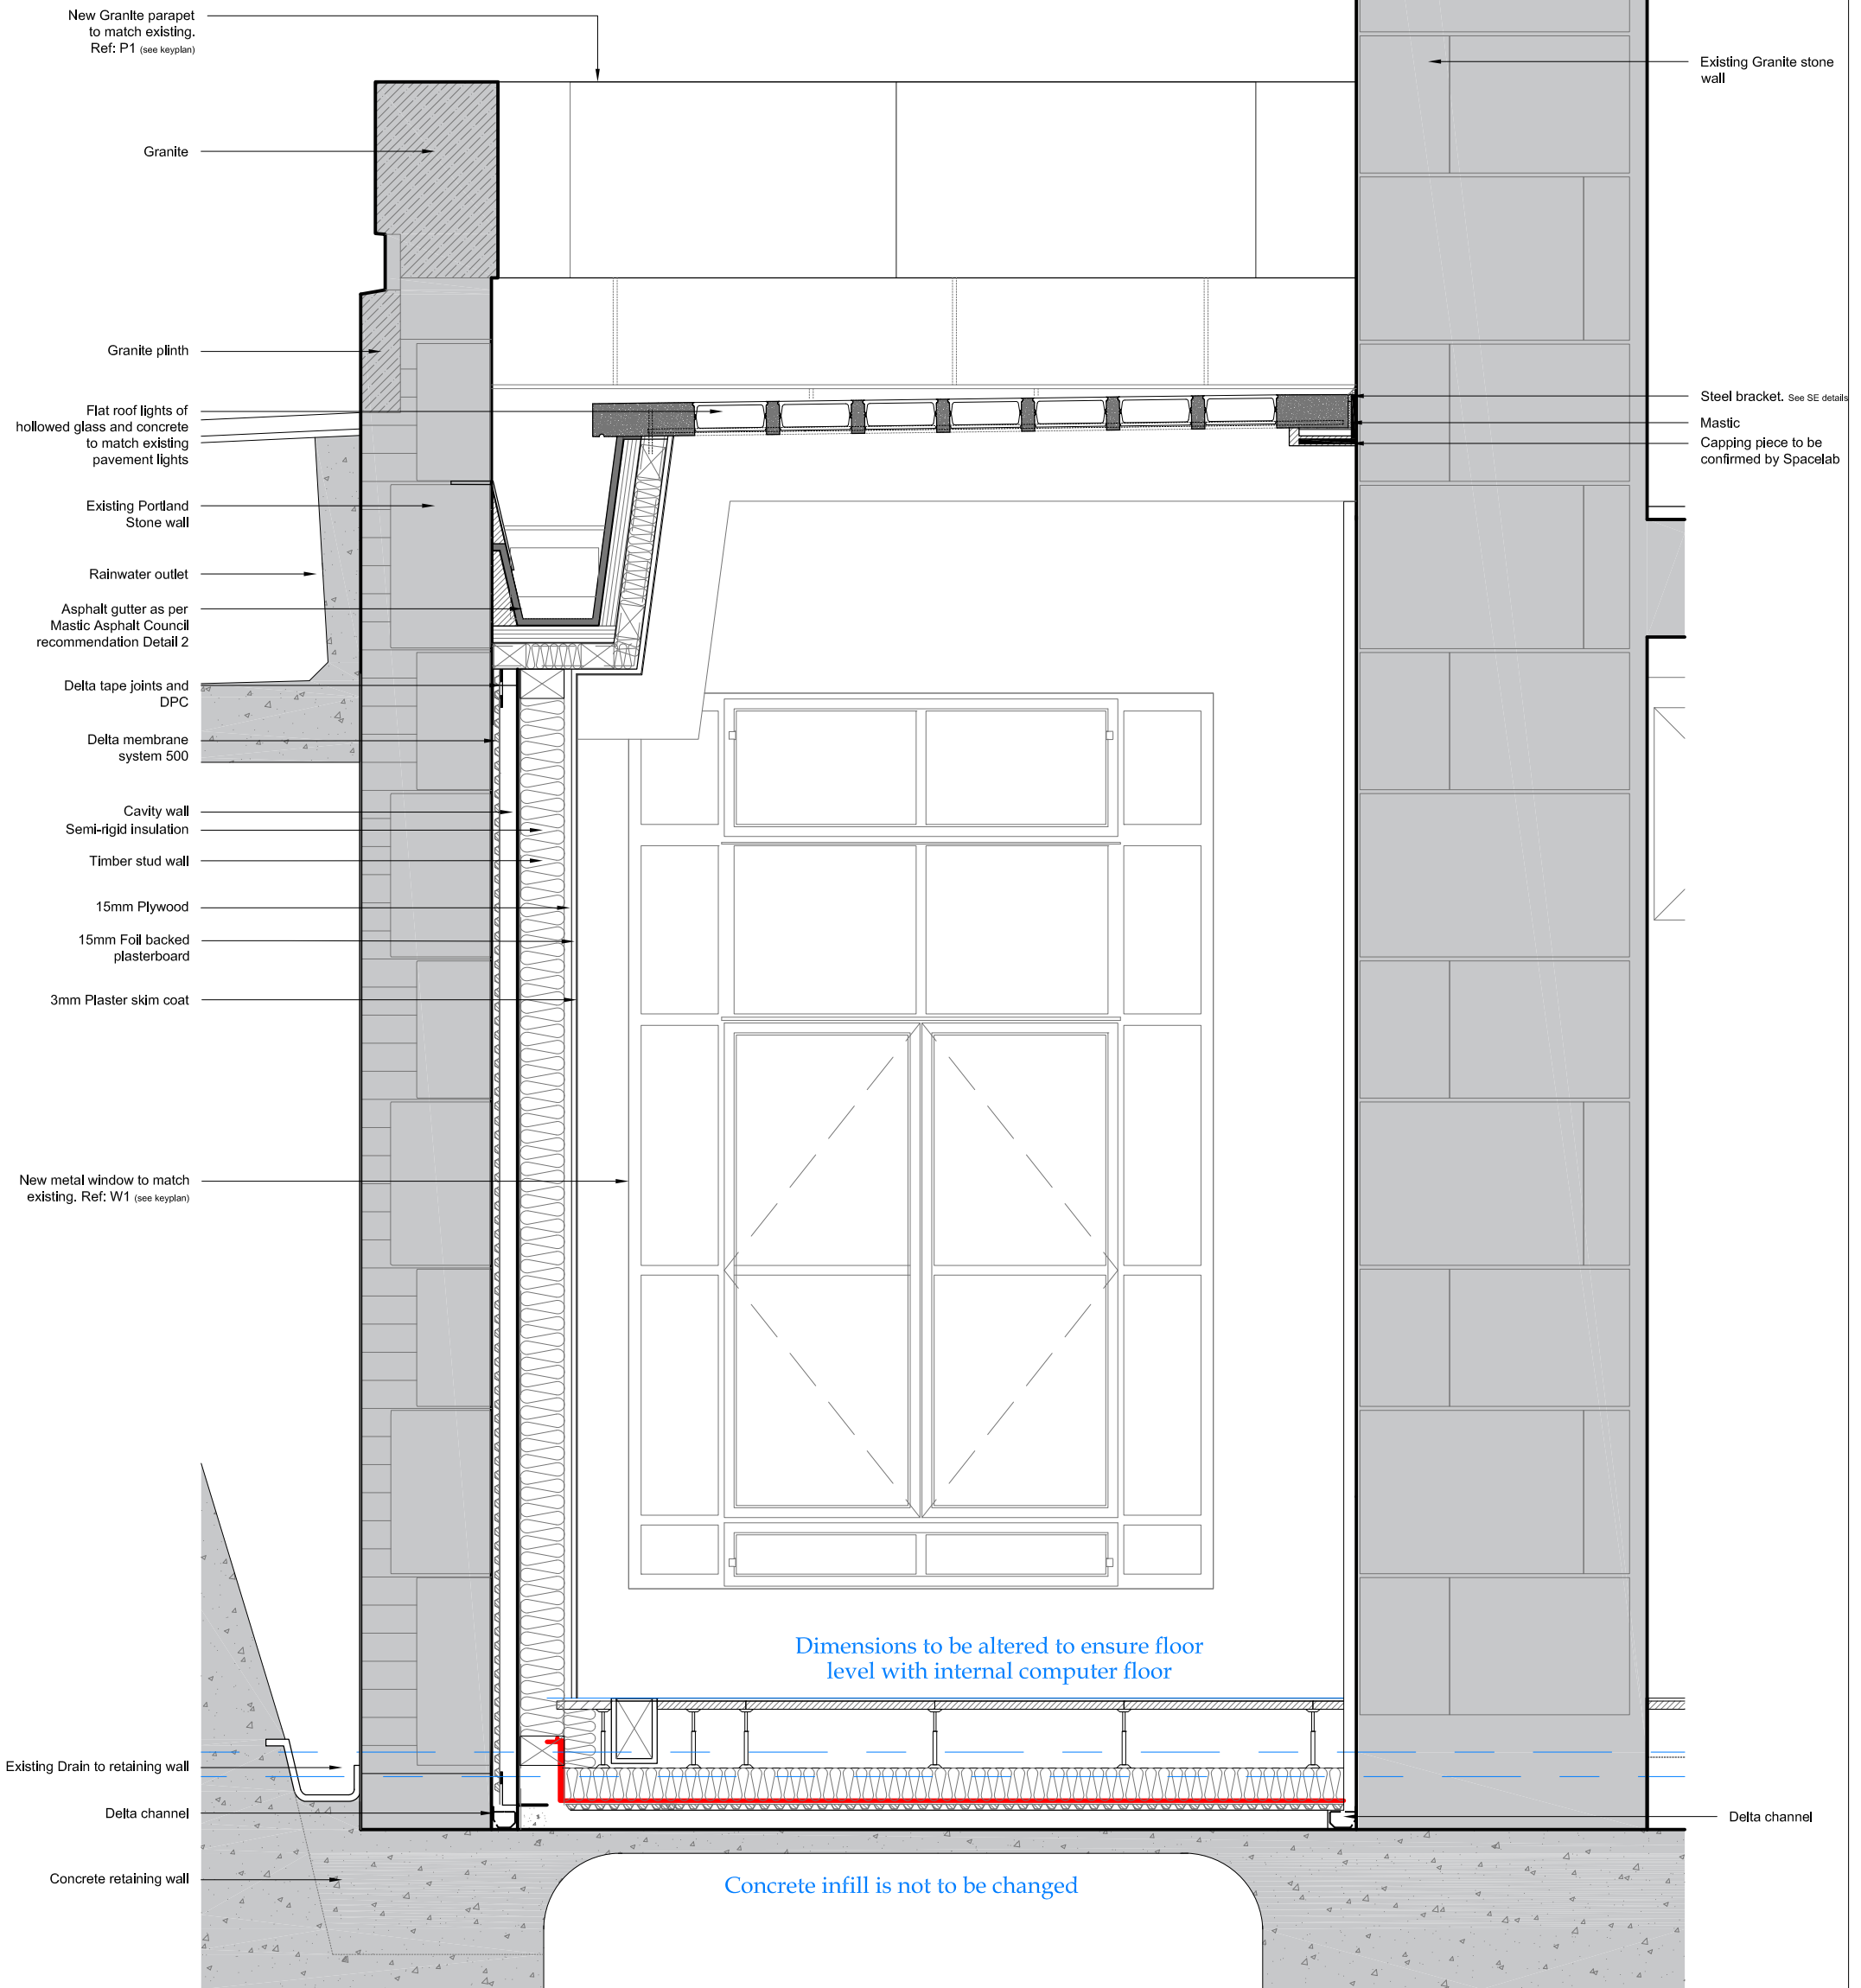 New Granite parapet
to match existing.
Ref: P1 (see keyplan)
Existing Granite stone
wall
Granite
Granite plinth
Flat roof lights of
hollowed glass and concrete
to match existing
pavement lights
Steel bracket. See SE details
Mastic
Capping piece to be
confirmed by Spacelab
Existing Portland
Stone wall
Rainwater outlet
Asphalt gutter as per
Mastic Asphalt Council
recommendation Detail 2
Delta tape joints and
DPC
Delta membrane
system 500
Cavity wall
Semi-rigid insulation
Timber stud wall
15mm Plywood
15mm Foil backed
plasterboard
3mm Plaster skim coat
New metal window to match
existing. Ref: W1 (see keyplan)
Dimensions to be altered to ensure floor
level with internal computer floor
Existing Drain to retaining wall
Delta channel
Delta channel
Concrete retaining wall
Concrete infill is not to be changed